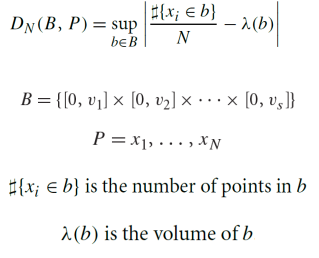 D_N(B, P) = sup_{b∈B} | ♯{x_i ∈ b} / N − λ(b) |
B = {[0, v_1] × [0, v_2] × ⋯ × [0, v_s]}
P = x_1, . . . , x_N
♯{x_i ∈ b} is the number of points in b
λ(b) is the volume of b